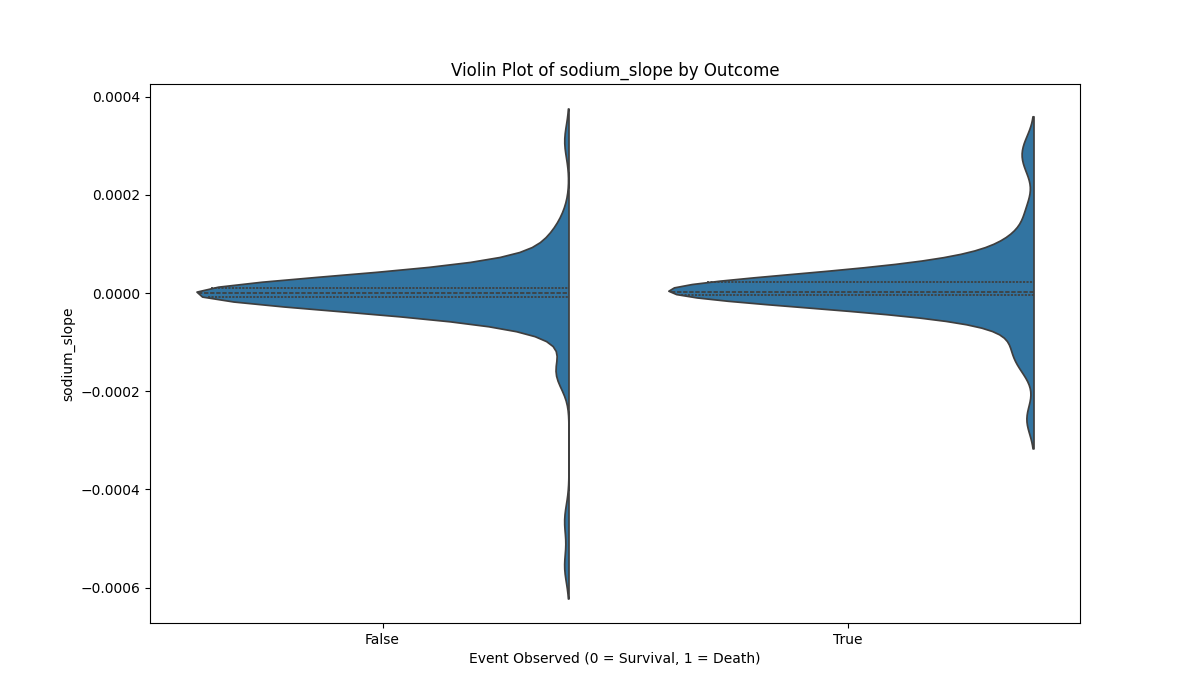 Violin Plot of sodium_slope by Outcome
0.0004
0.0002
0.0000
−0.0002
−0.0004
−0.0006
sodium_slope
False
True
Event Observed (0 = Survival, 1 = Death)